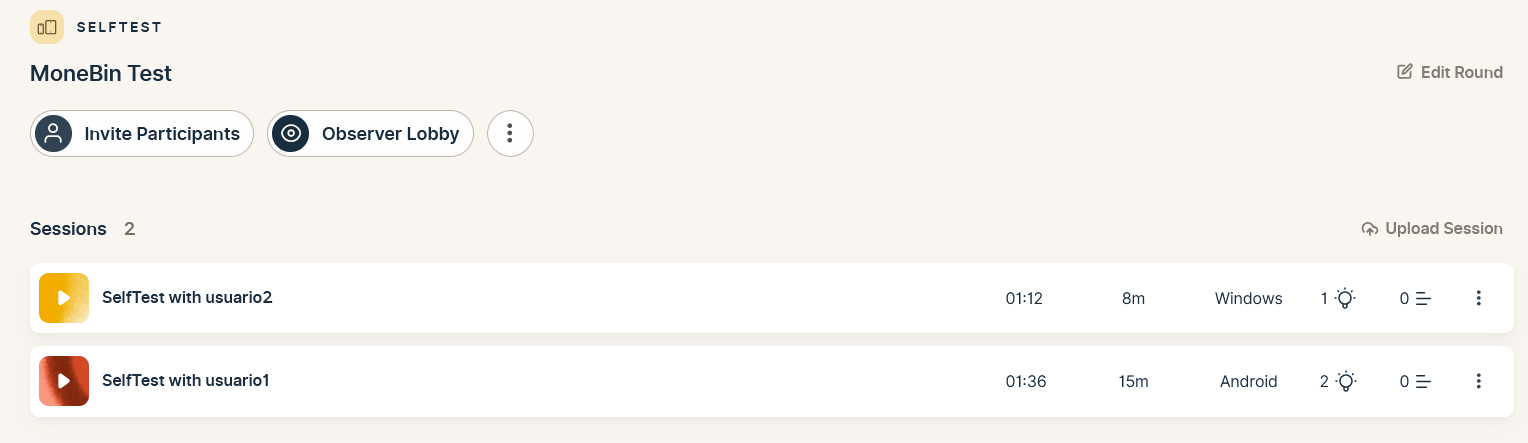 SELFTEST
MoneBin Test
Edit Round
Invite Participants Observer Lobby
Sessions 2
Upload Session
SelfTest with usuario2 01:12 8m Windows 1 0
SelfTest with usuario1 01:36 15m Android 2 0